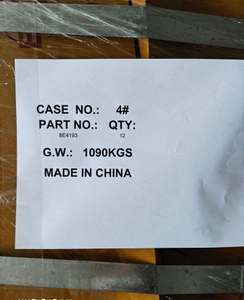 CASE NO.: 4#
PART NO.: QTY:
8E4193 12
G.W.: 1090KGS
MADE IN CHINA